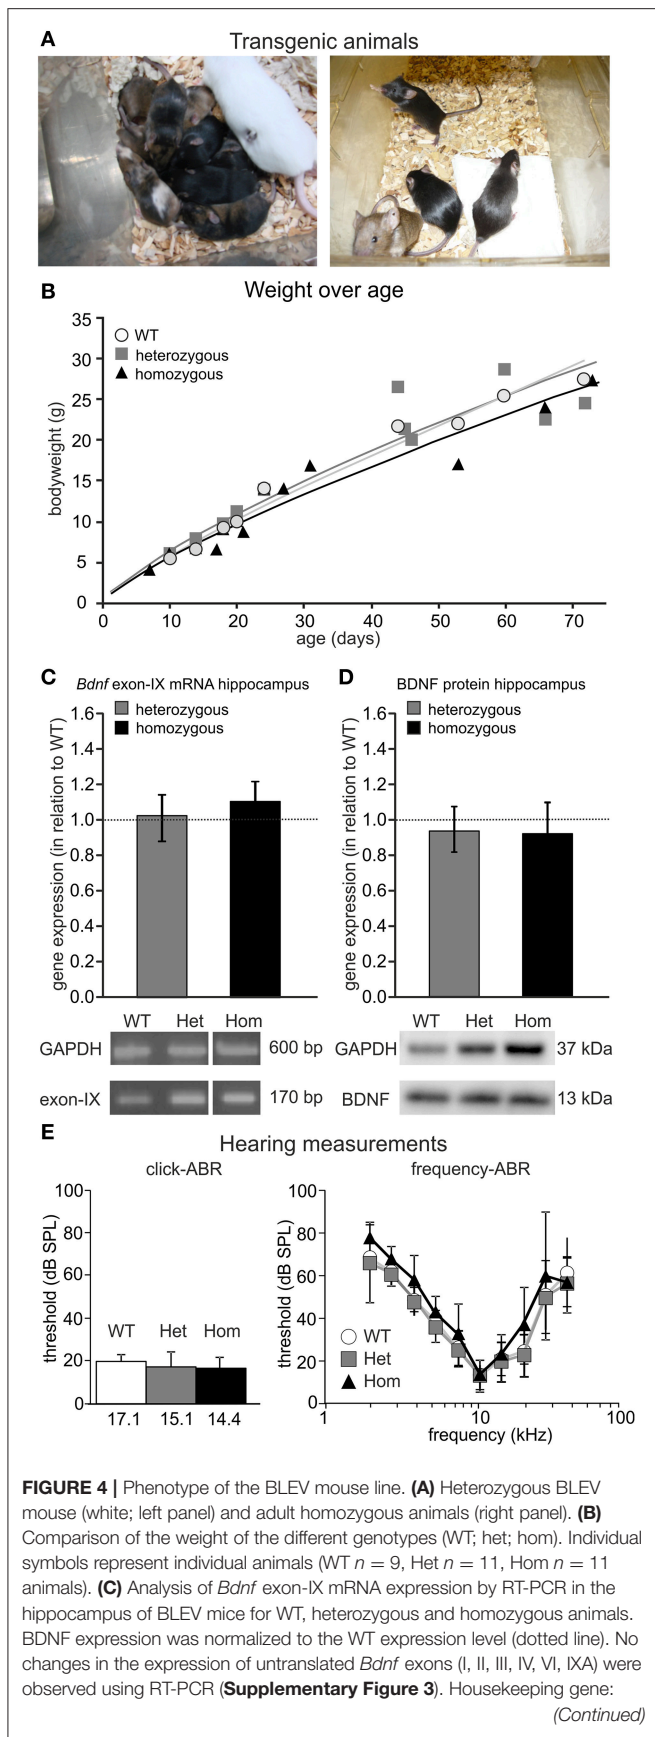 A
Transgenic animals
B
Weight over age
35
30
25
20
15
10
5
0
bodyweight (g)
WT
heterozygous
homozygous
0 10 20 30 40 50 60 70
age (days)
C
Bdnf exon-IX mRNA hippocampus
heterozygous
homozygous
gene expression (in relation to WT)
1.6
1.4
1.2
1.0
0.8
0.6
0.4
0.2
0.0
WT Het Hom
GAPDH 600 bp
exon-IX 170 bp
D
BDNF protein hippocampus
heterozygous
homozygous
gene expression (in relation to WT)
1.6
1.4
1.2
1.0
0.8
0.6
0.4
0.2
0.0
WT Het Hom
GAPDH 37 kDa
BDNF 13 kDa
E
Hearing measurements
click-ABR
threshold (dB SPL)
100
80
60
40
20
0
WT Het Hom
17.1 15.1 14.4
frequency-ABR
threshold (dB SPL)
100
80
60
40
20
0
WT
Het
Hom
1 10 100
frequency (kHz)
FIGURE 4 | Phenotype of the BLEV mouse line. (A) Heterozygous BLEV
mouse (white; left panel) and adult homozygous animals (right panel). (B)
Comparison of the weight of the different genotypes (WT; het; hom). Individual
symbols represent individual animals (WT n = 9, Het n = 11, Hom n = 11
animals). (C) Analysis of Bdnf exon-IX mRNA expression by RT-PCR in the
hippocampus of BLEV mice for WT, heterozygous and homozygous animals.
BDNF expression was normalized to the WT expression level (dotted line). No
changes in the expression of untranslated Bdnf exons (I, II, III, IV, VI, IXA) were
observed using RT-PCR (Supplementary Figure 3). Housekeeping gene:
(Continued)